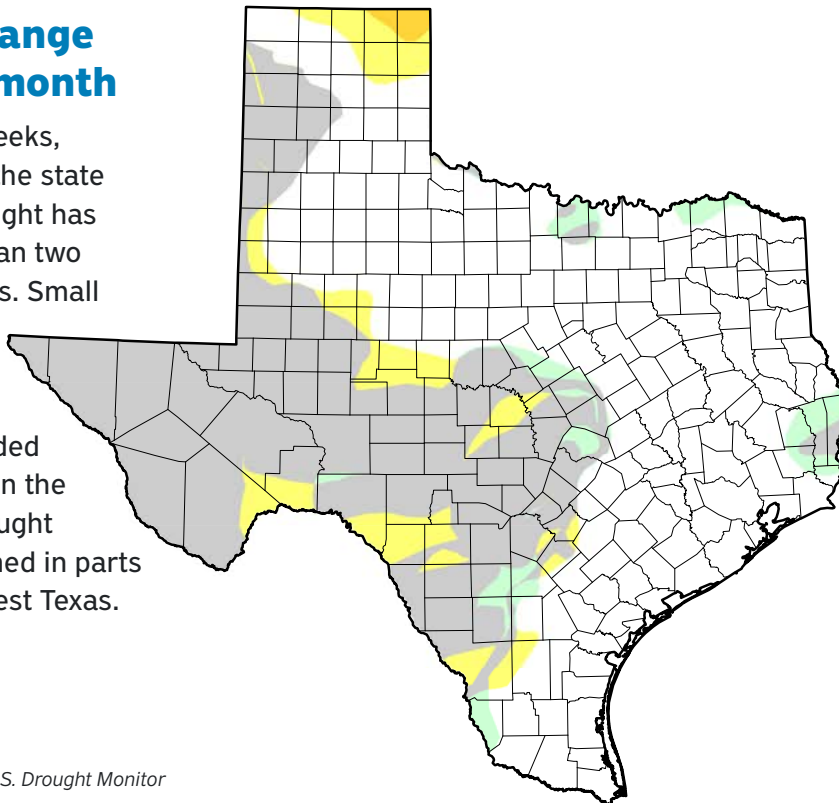 ange
month
eeks,
he state
ght has
an two
s. Small
ded
n the
ught
ned in parts
est Texas.
S. Drought Monitor